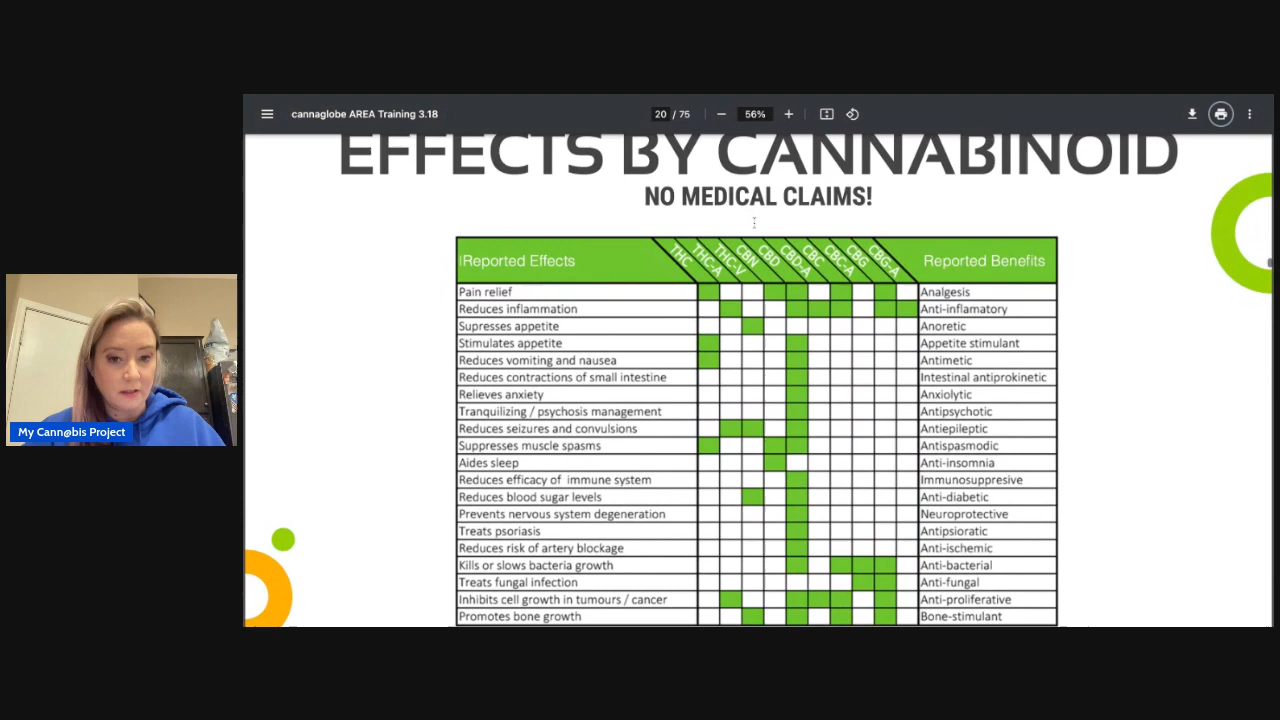 cannaglobe AREA Training 3.18
20 / 75
56%
EFFECTS BY CANNABINOID
NO MEDICAL CLAIMS!
Reported Effects THC THC-A THC-V CBN CBD CBD-A CBC CBC-A CBG CBG-A Reported Benefits
Pain relief Analgesis
Reduces inflammation Anti-inflamatory
Supresses appetite Anoretic
Stimulates appetite Appetite stimulant
Reduces vomiting and nausea Antimetic
Reduces contractions of small intestine Intestinal antiprokinetic
Relieves anxiety Anxiolytic
Tranquilizing / psychosis management Antipsychotic
Reduces seizures and convulsions Antiepileptic
Suppresses muscle spasms Antispasmodic
Aides sleep Anti-insomnia
Reduces efficacy of immune system Immunosuppresive
Reduces blood sugar levels Anti-diabetic
Prevents nervous system degeneration Neuroprotective
Treats psoriasis Antipsioratic
Reduces risk of artery blockage Anti-ischemic
Kills or slows bacteria growth Anti-bacterial
Treats fungal infection Anti-fungal
Inhibits cell growth in tumours / cancer Anti-proliferative
Promotes bone growth Bone-stimulant
My Cann@bis Project